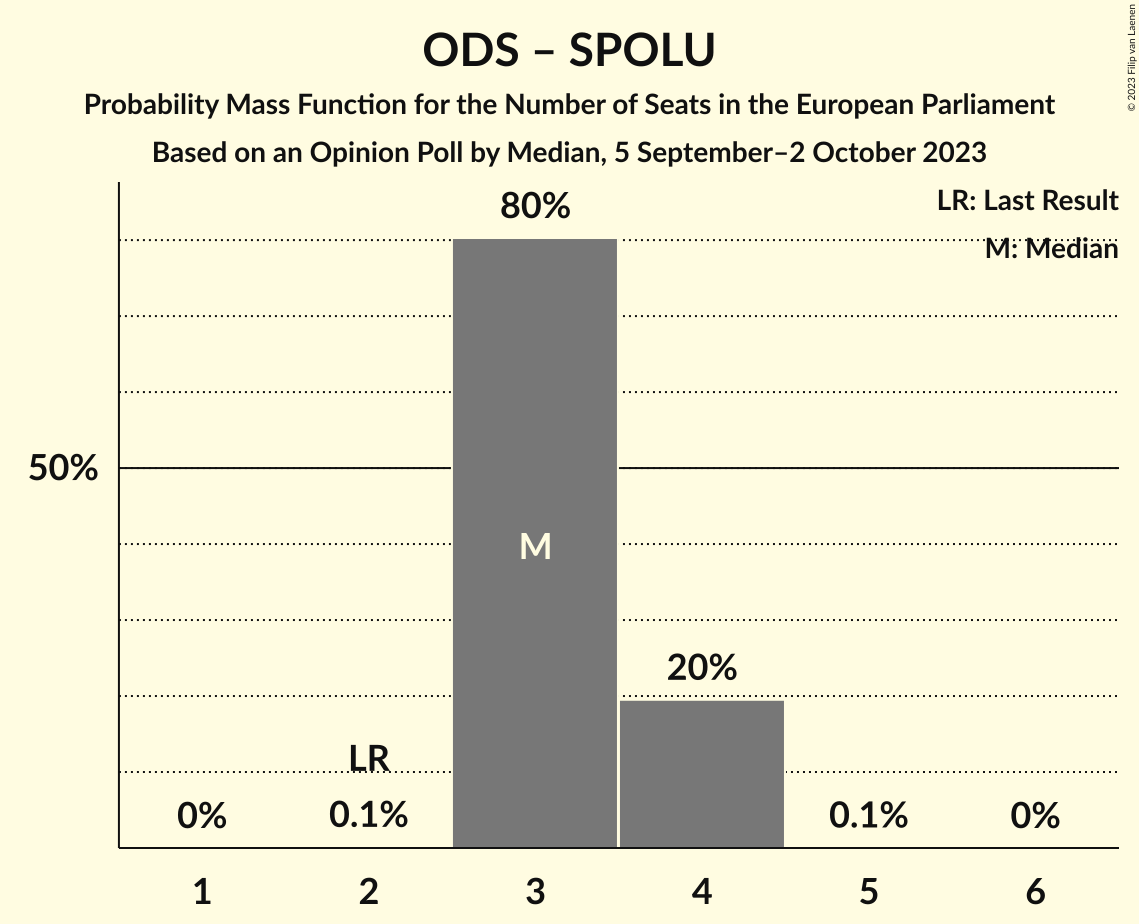 ODS – SPOLU
Probability Mass Function for the Number of Seats in the European Parliament
Based on an Opinion Poll by Median, 5 September–2 October 2023
© 2023 Filip van Laenen
LR: Last Result
M: Median
80%
50%
M
20%
LR
0%
0.1%
0.1%
0%
1 2 3 4 5 6